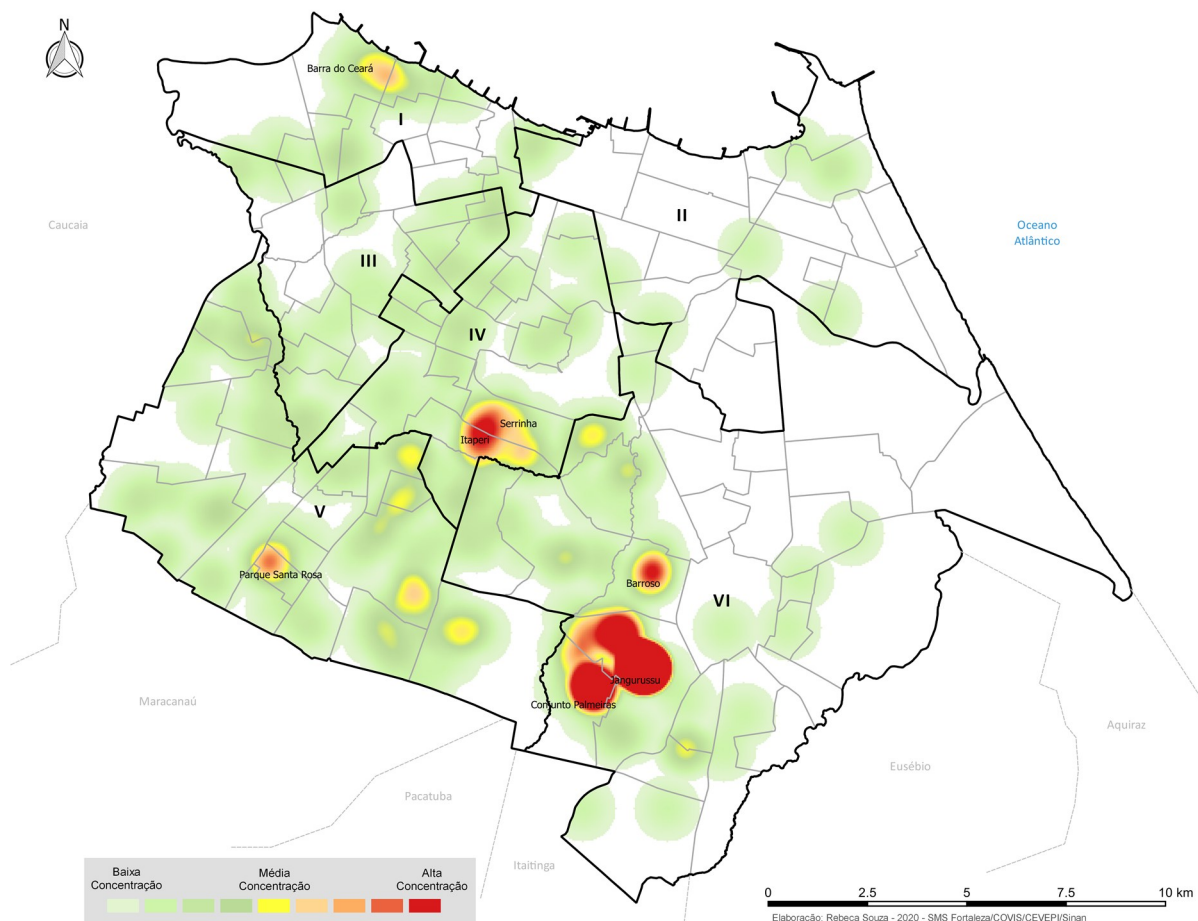 N
Barra do Ceará
I
II
Caucaia
Oceano
Atlântico
III
IV
Serrinha
Itaperi
V
Parque Santa Rosa
Barroso
VI
Jangurussu
Conjunto Palmeiras
Maracanaú
Aquiraz
Eusébio
Pacatuba
Itaitinga
Baixa
Concentração
Média
Concentração
Alta
Concentração
0 2.5 5 7.5 10 km
Elaboração: Rebeca Souza - 2020 - SMS Fortaleza/COVIS/CEVEPI/Sinan